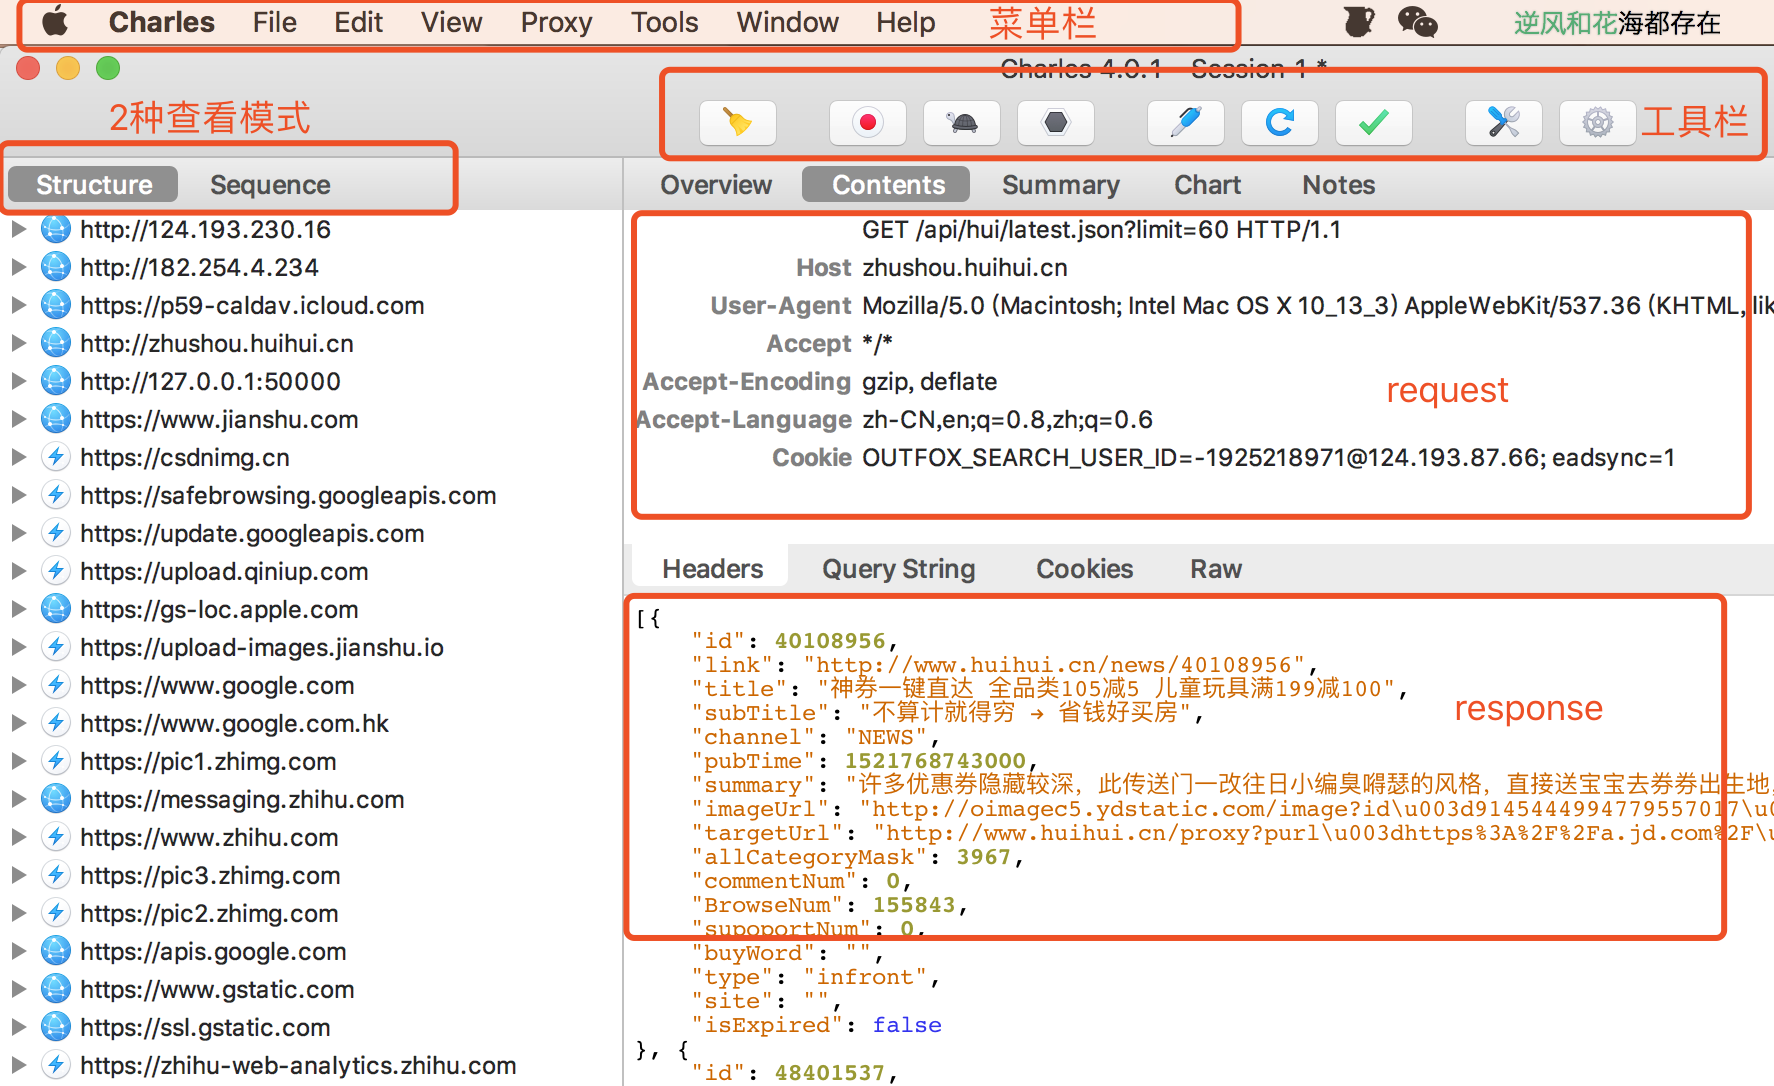 Charles File Edit View Proxy Tools Window Help 菜单栏 逆风和花海都存在
Charles 4.0.1 - Session 1 *
2种查看模式
工具栏
Structure Sequence
Overview Contents Summary Chart Notes
http://124.193.230.16
http://182.254.4.234
https://p59-caldav.icloud.com
http://zhushou.huihui.cn
http://127.0.0.1:50000
https://www.jianshu.com
https://csdnimg.cn
https://safebrowsing.googleapis.com
https://update.googleapis.com
https://upload.qiniup.com
https://gs-loc.apple.com
https://upload-images.jianshu.io
https://www.google.com
https://www.google.com.hk
https://pic1.zhimg.com
https://messaging.zhihu.com
https://www.zhihu.com
https://pic3.zhimg.com
https://pic2.zhimg.com
https://apis.google.com
https://www.gstatic.com
https://ssl.gstatic.com
https://zhihu-web-analytics.zhihu.com
GET /api/hui/latest.json?limit=60 HTTP/1.1
Host zhushou.huihui.cn
User-Agent Mozilla/5.0 (Macintosh; Intel Mac OS X 10_13_3) AppleWebKit/537.36 (KHTML, lik
Accept */*
Accept-Encoding gzip, deflate
request
Accept-Language zh-CN,en;q=0.8,zh;q=0.6
Cookie OUTFOX_SEARCH_USER_ID=-1925218971@124.193.87.66; eadsync=1
Headers Query String Cookies Raw
[{
"id": 40108956,
"link": "http://www.huihui.cn/news/40108956",
"title": "神券一键直达 全品类105减5 儿童玩具满199减100",
"subTitle": "不算计就得穷 → 省钱好买房",
response
"channel": "NEWS",
"pubTime": 1521768743000,
"summary": "许多优惠券隐藏较深，此传送门一改往日小编臭嘚瑟的风格，直接送宝宝去券券出生地，
"imageUrl": "http://oimagec5.ydstatic.com/image?id\u003d9145444994779557017\u0
"targetUrl": "http://www.huihui.cn/proxy?purl\u003dhttps%3A%2F%2Fa.jd.com%2F\u
"allCategoryMask": 3967,
"commentNum": 0,
"BrowseNum": 155843,
"supoportNum": 0,
"buyWord": "",
"type": "infront",
"site": "",
"isExpired": false
}, {
"id": 48401537,